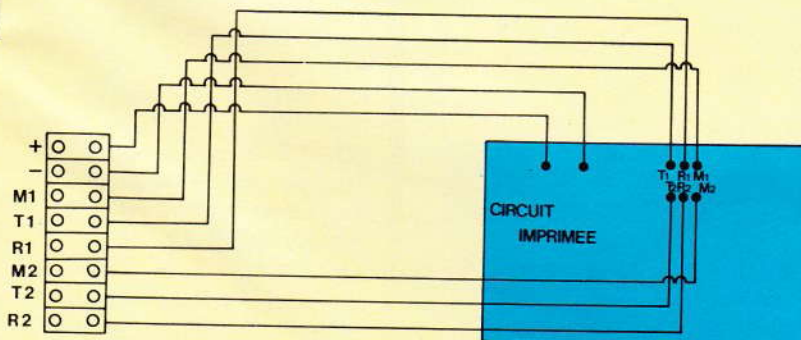 +
−
M1
T1
R1
M2
T2
R2
T1 R1 M1
T2 R2 M2
CIRCUIT
IMPRIMEE